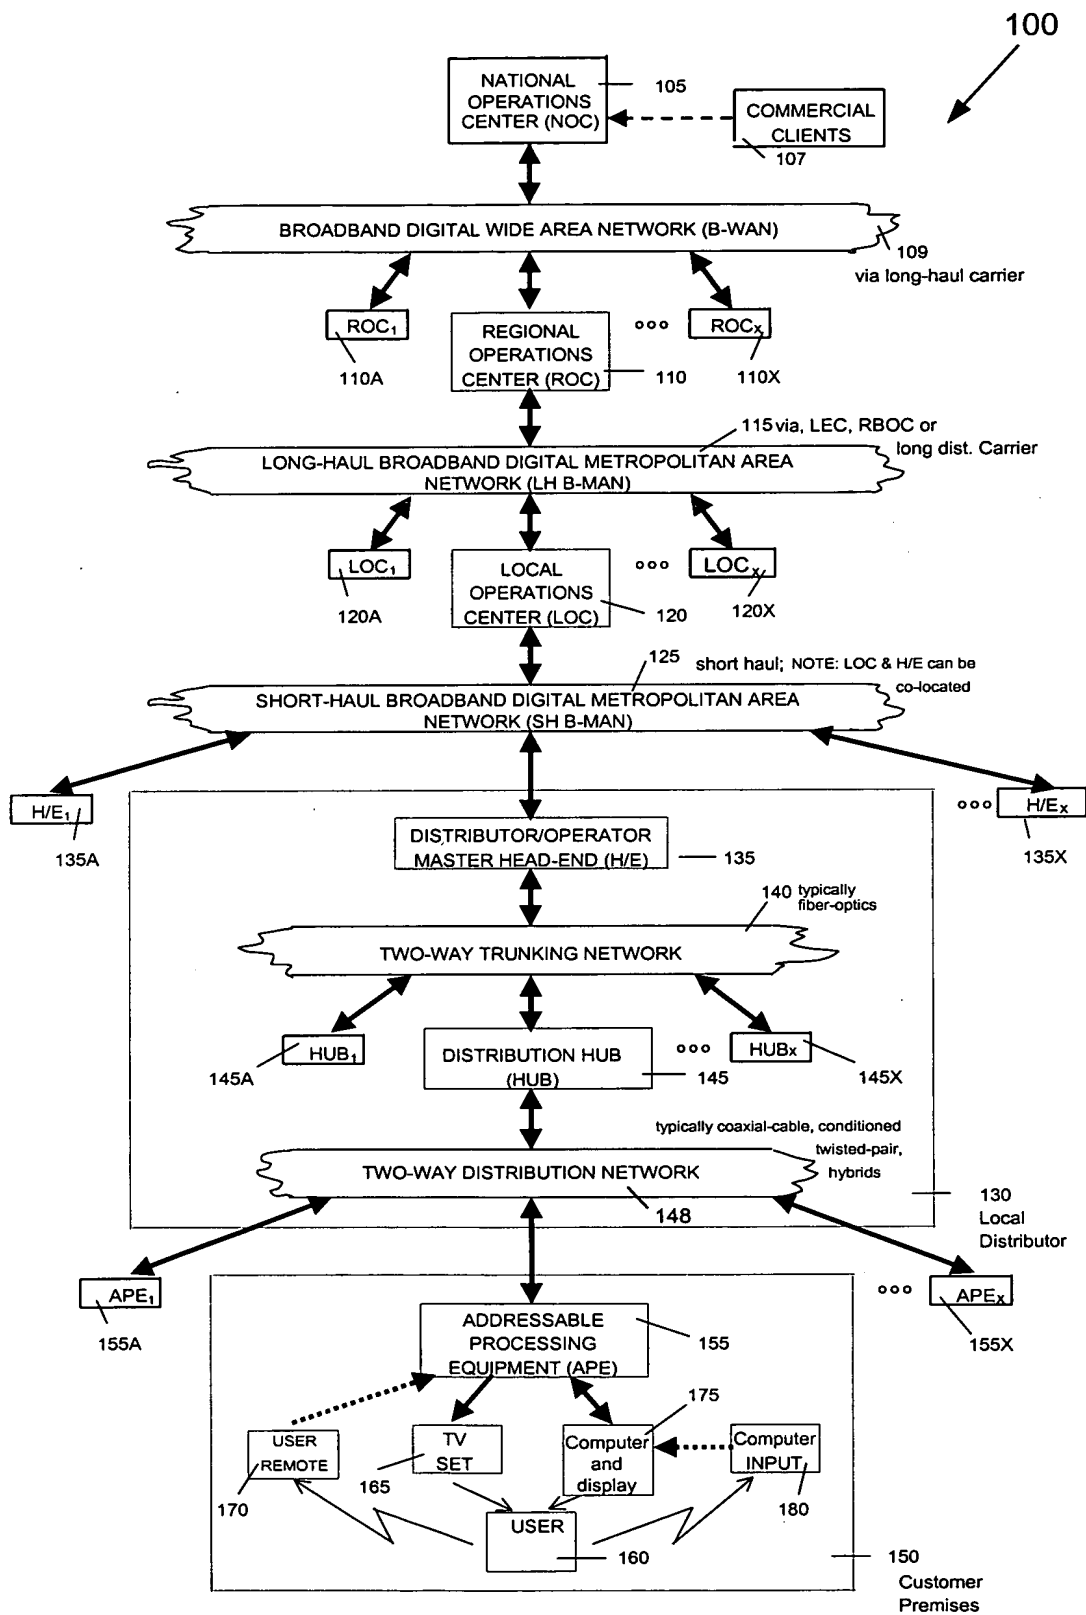 100
NATIONAL
OPERATIONS
CENTER (NOC)
105
COMMERCIAL
CLIENTS
107
BROADBAND DIGITAL WIDE AREA NETWORK (B-WAN)
109
via long-haul carrier
ROC1
110A
REGIONAL
OPERATIONS
CENTER (ROC)
110
ROCX
110X
115 via, LEC, RBOC or
long dist. Carrier
LONG-HAUL BROADBAND DIGITAL METROPOLITAN AREA
NETWORK (LH B-MAN)
LOC1
120A
LOCAL
OPERATIONS
CENTER (LOC)
120
LOCX
120X
125 short haul; NOTE: LOC & H/E can be
co-located
SHORT-HAUL BROADBAND DIGITAL METROPOLITAN AREA
NETWORK (SH B-MAN)
H/E1
135A
H/EX
135X
DISTRIBUTOR/OPERATOR
MASTER HEAD-END (H/E)
135
140 typically
fiber-optics
TWO-WAY TRUNKING NETWORK
HUB1
145A
DISTRIBUTION HUB
(HUB)
145
HUBX
145X
typically coaxial-cable, conditioned
twisted-pair,
hybrids
TWO-WAY DISTRIBUTION NETWORK
148
130
Local
Distributor
APE1
155A
APEX
155X
ADDRESSABLE
PROCESSING
EQUIPMENT (APE)
155
175
USER
REMOTE
170
TV
SET
165
Computer
and
display
Computer
INPUT
180
USER
160
150
Customer
Premises